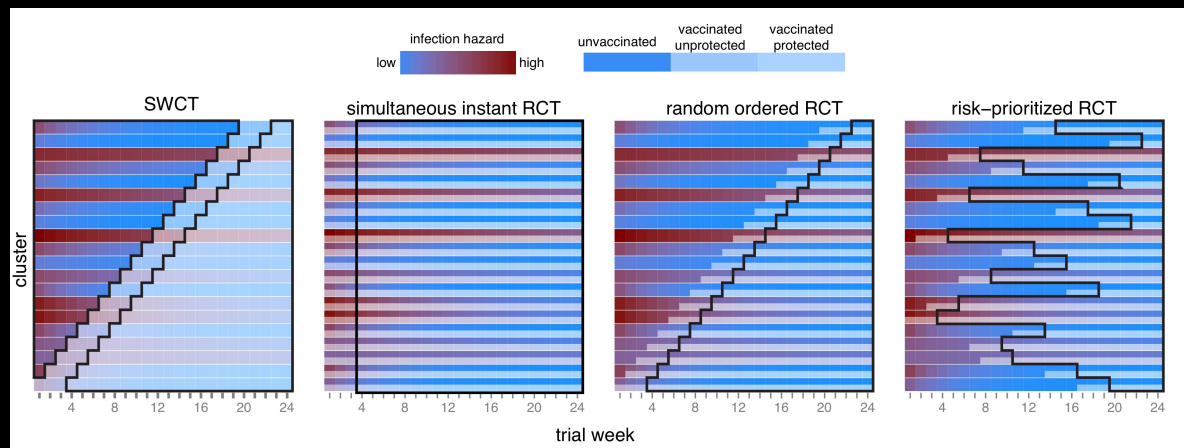 infection hazard
low high
unvaccinated
vaccinated
unprotected
vaccinated
protected
SWCT
simultaneous instant RCT
random ordered RCT
risk−prioritized RCT
cluster
4 8 12 16 20 24
4 8 12 16 20 24
4 8 12 16 20 24
4 8 12 16 20 24
trial week